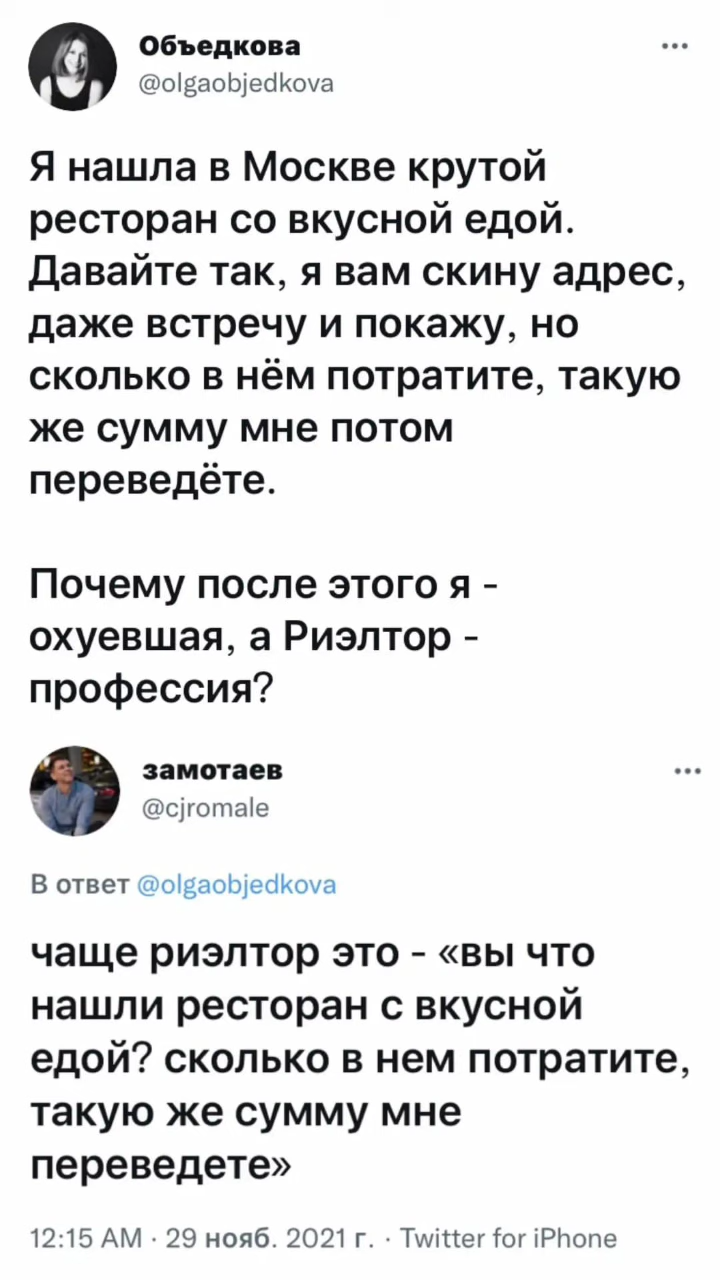 Объедкова
@olgaobjedkova
Я нашла в Москве крутой
ресторан со вкусной едой.
Давайте так, я вам скину адрес,
даже встречу и покажу, но
сколько в нём потратите, такую
же сумму мне потом
переведёте.
Почему после этого я -
охуевшая, а Риэлтор -
профессия?
замотаев
@cjromale
В ответ @olgaobjedkova
чаще риэлтор это - «вы что
нашли ресторан с вкусной
едой? сколько в нем потратите,
такую же сумму мне
переведете»
12:15 AM · 29 нояб. 2021 г. · Twitter for iPhone